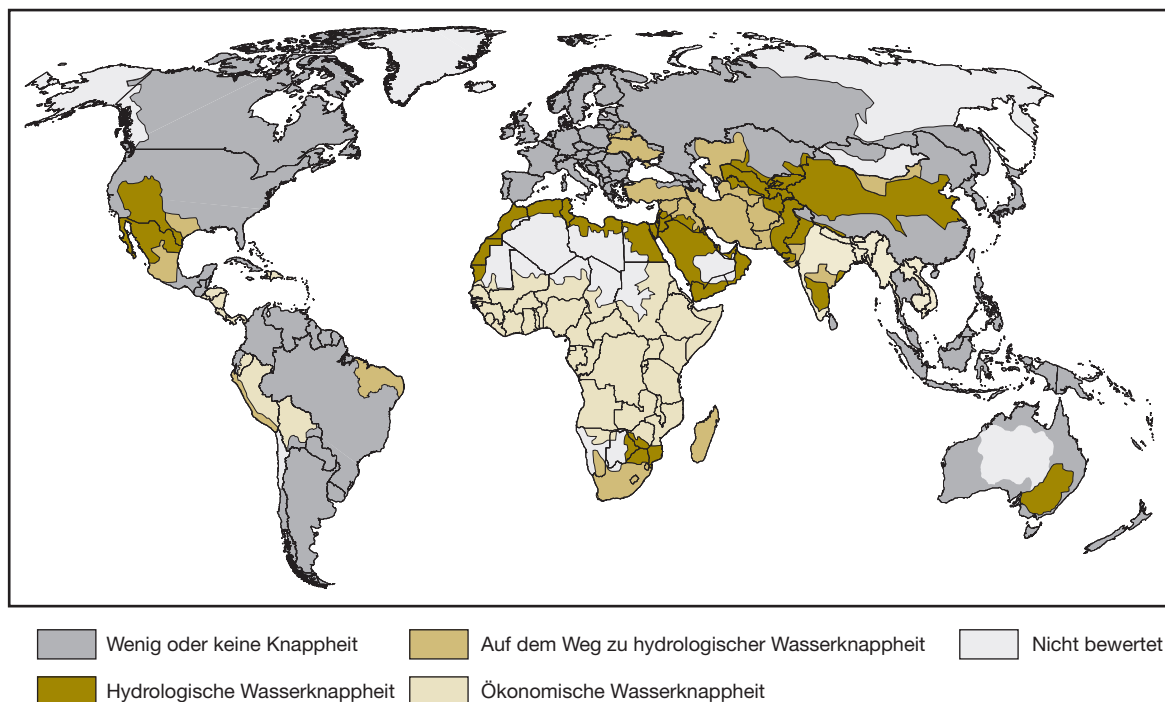 Wenig oder keine Knappheit
Auf dem Weg zu hydrologischer Wasserknappheit
Nicht bewertet
Hydrologische Wasserknappheit
Ökonomische Wasserknappheit